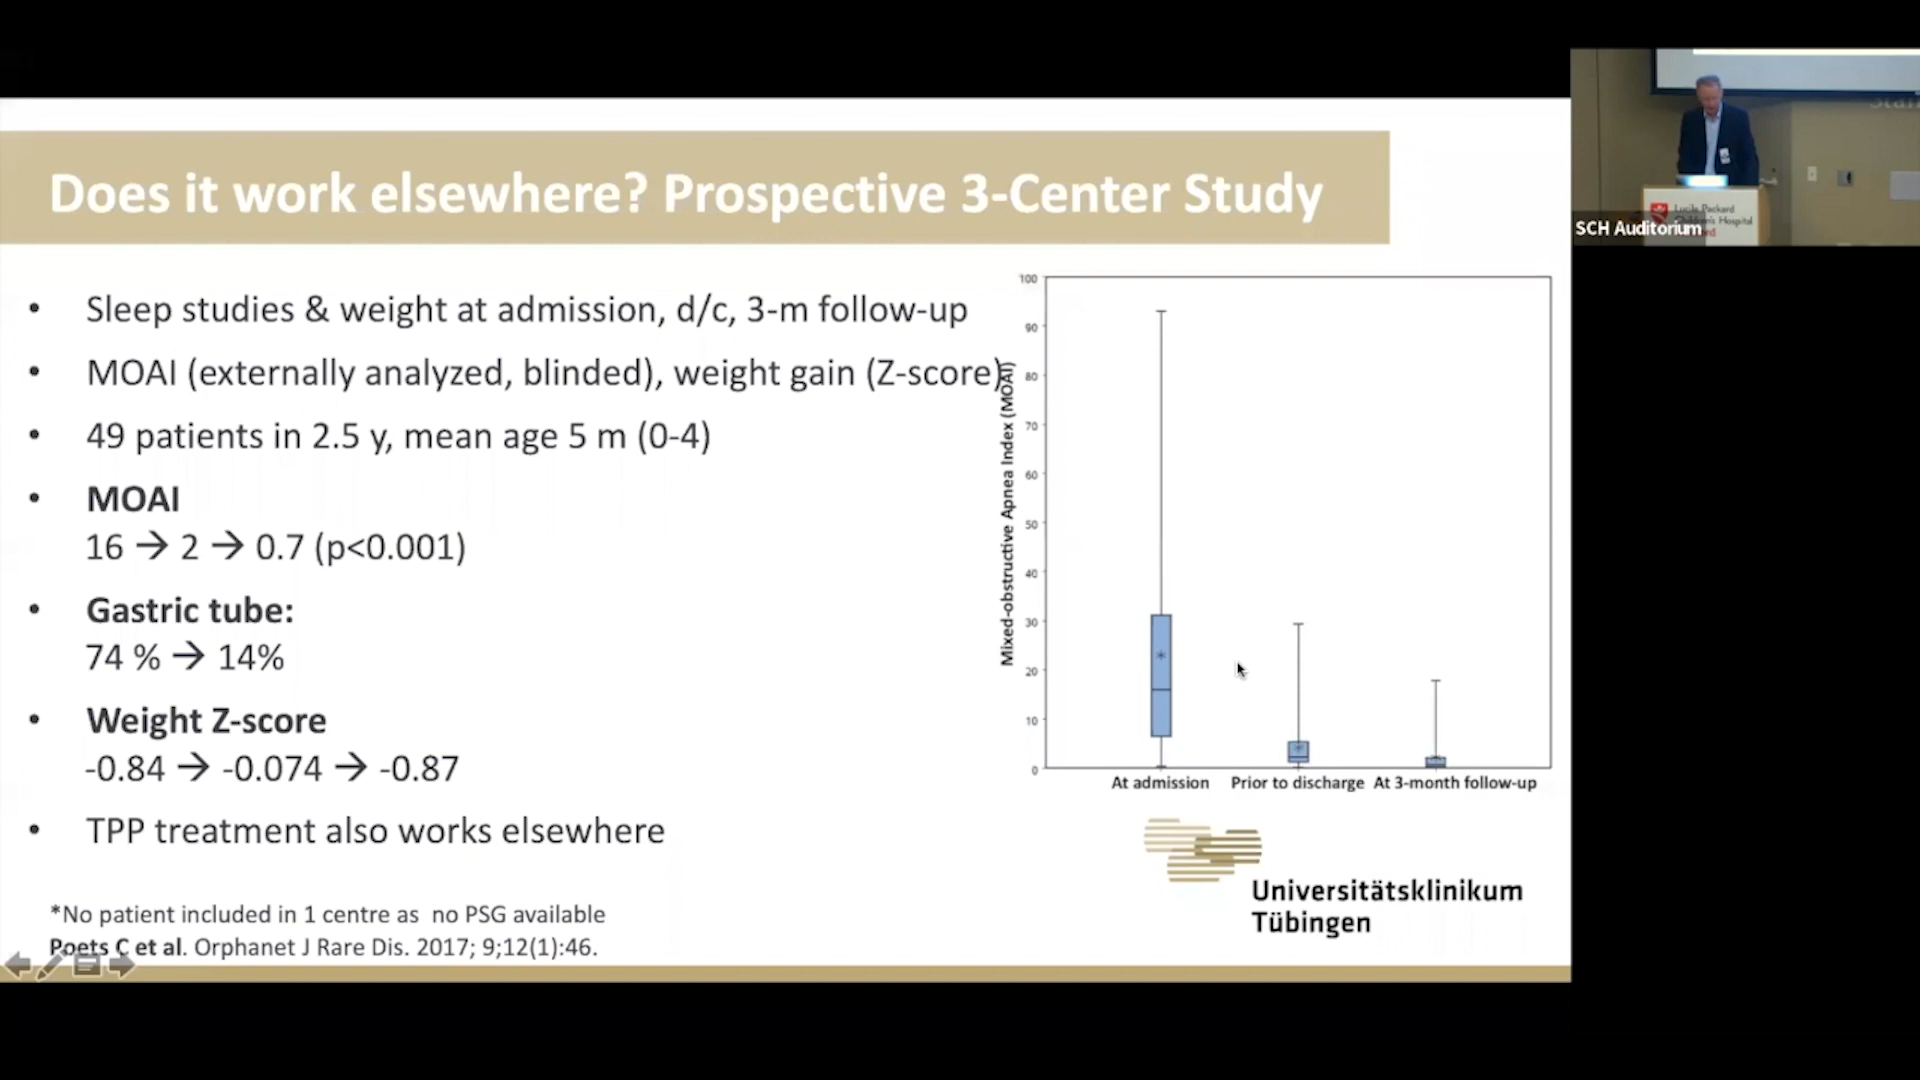 Does it work elsewhere? Prospective 3-Center Study
• Sleep studies & weight at admission, d/c, 3-m follow-up
• MOAI (externally analyzed, blinded), weight gain (Z-score)
• 49 patients in 2.5 y, mean age 5 m (0-4)
• MOAI
16 → 2 → 0.7 (p<0.001)
• Gastric tube:
74 % → 14%
• Weight Z-score
-0.84 → -0.074 → -0.87
• TPP treatment also works elsewhere
*No patient included in 1 centre as no PSG available
Poets C et al. Orphanet J Rare Dis. 2017; 9;12(1):46.
Mixed-obstructive Apnea Index (MOAI)
100
90
80
70
60
50
40
30
20
10
0
At admission Prior to discharge At 3-month follow-up
Universitätsklinikum
Tübingen
Lucile Packard
Children's Hospital
SCH Auditorium